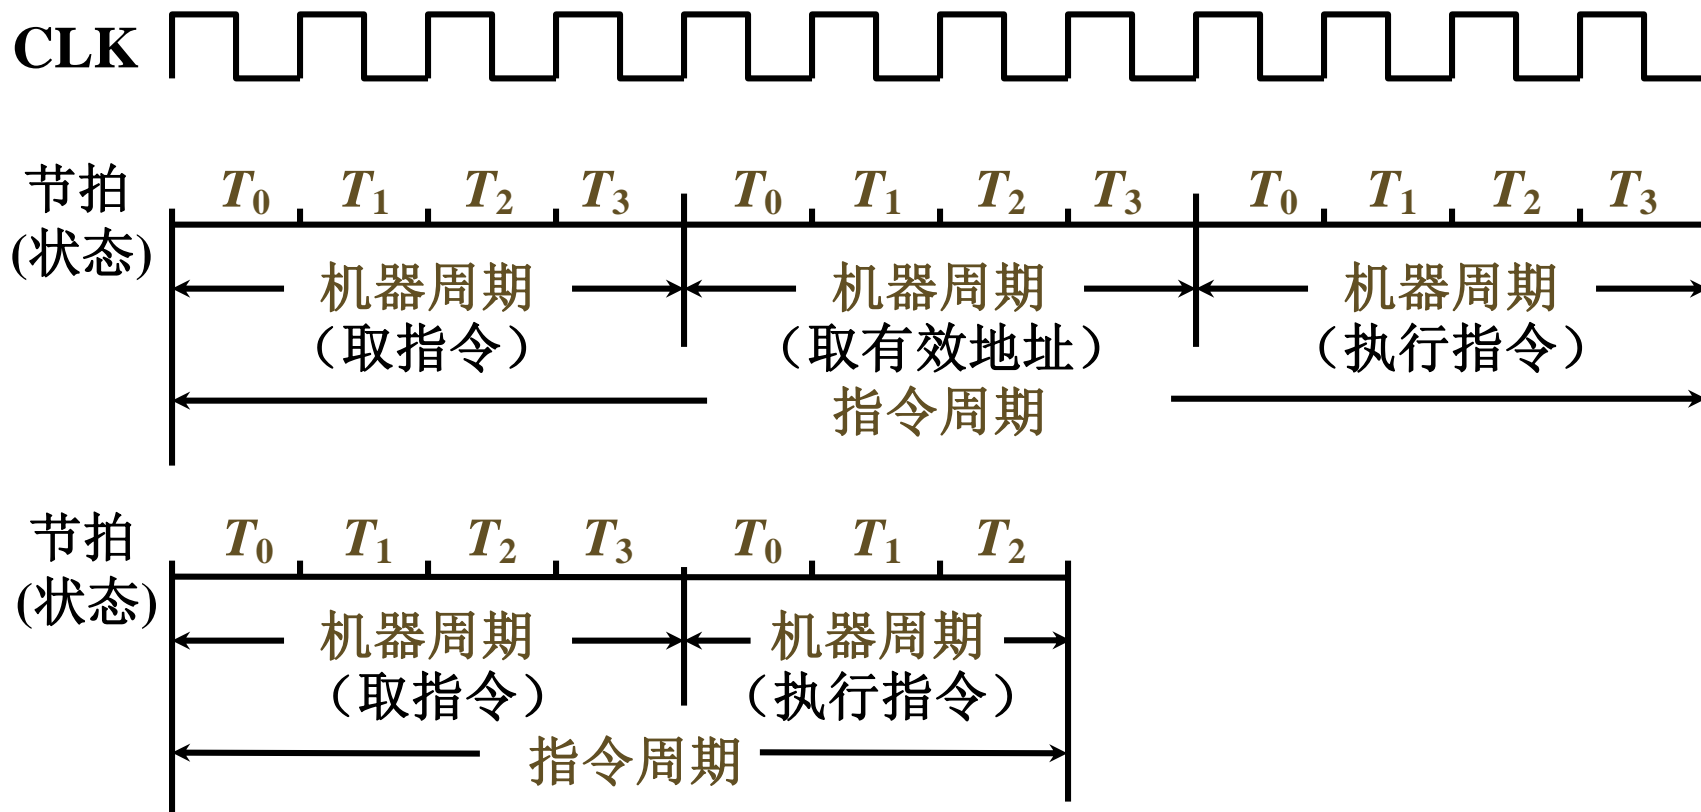 CLK
节拍 T0 T1 T2 T3 T0 T1 T2 T3 T0 T1 T2 T3
(状态)
机器周期 机器周期 机器周期
（取指令） （取有效地址） （执行指令）
指令周期
节拍 T0 T1 T2 T3 T0 T1 T2
(状态)
机器周期 机器周期
（取指令） （执行指令）
指令周期